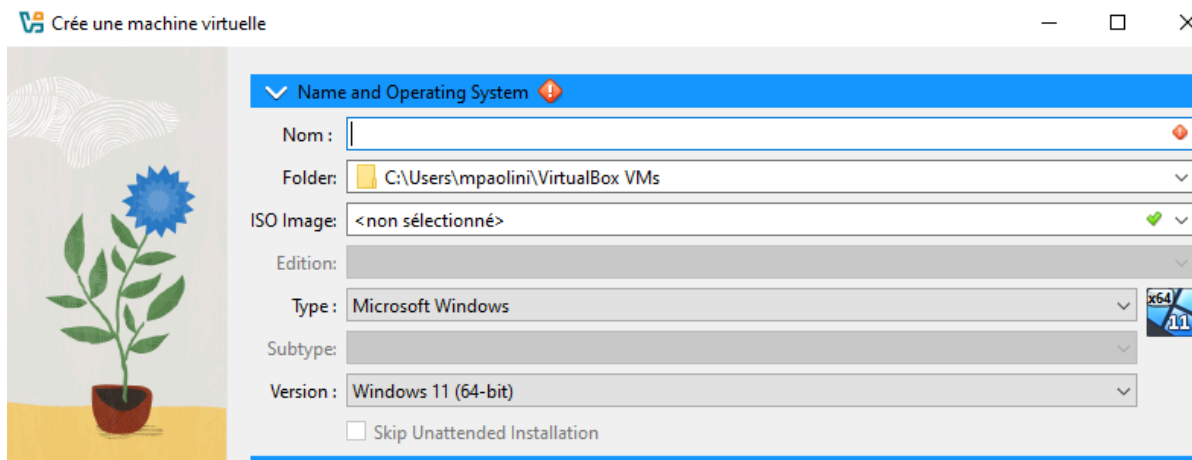 Crée une machine virtuelle
Name and Operating System
Nom :
Folder: C:\Users\mpaolini\VirtualBox VMs
ISO Image: <non sélectionné>
Edition:
Type : Microsoft Windows
x64
11
Subtype:
Version : Windows 11 (64-bit)
Skip Unattended Installation